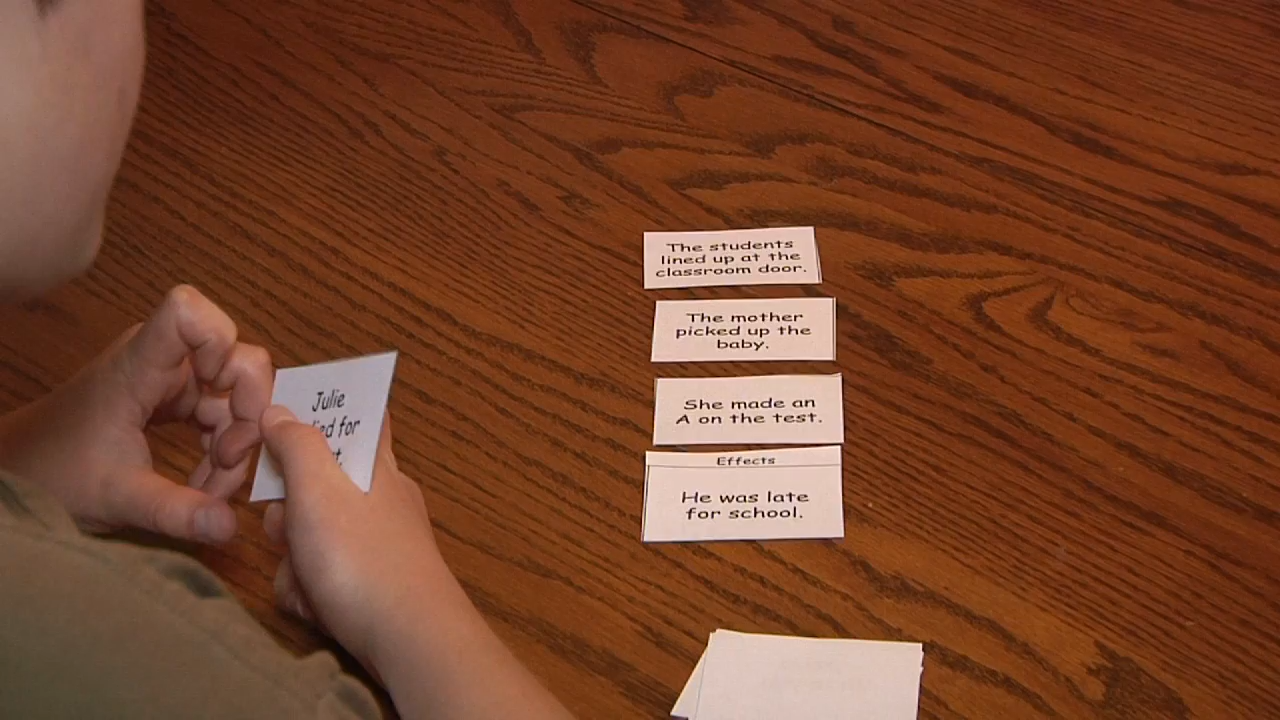 The students
lined up at the
classroom door.
The mother
picked up the
baby.
She made an
A on the test.
Effects
He was late
for school.
Julie
for